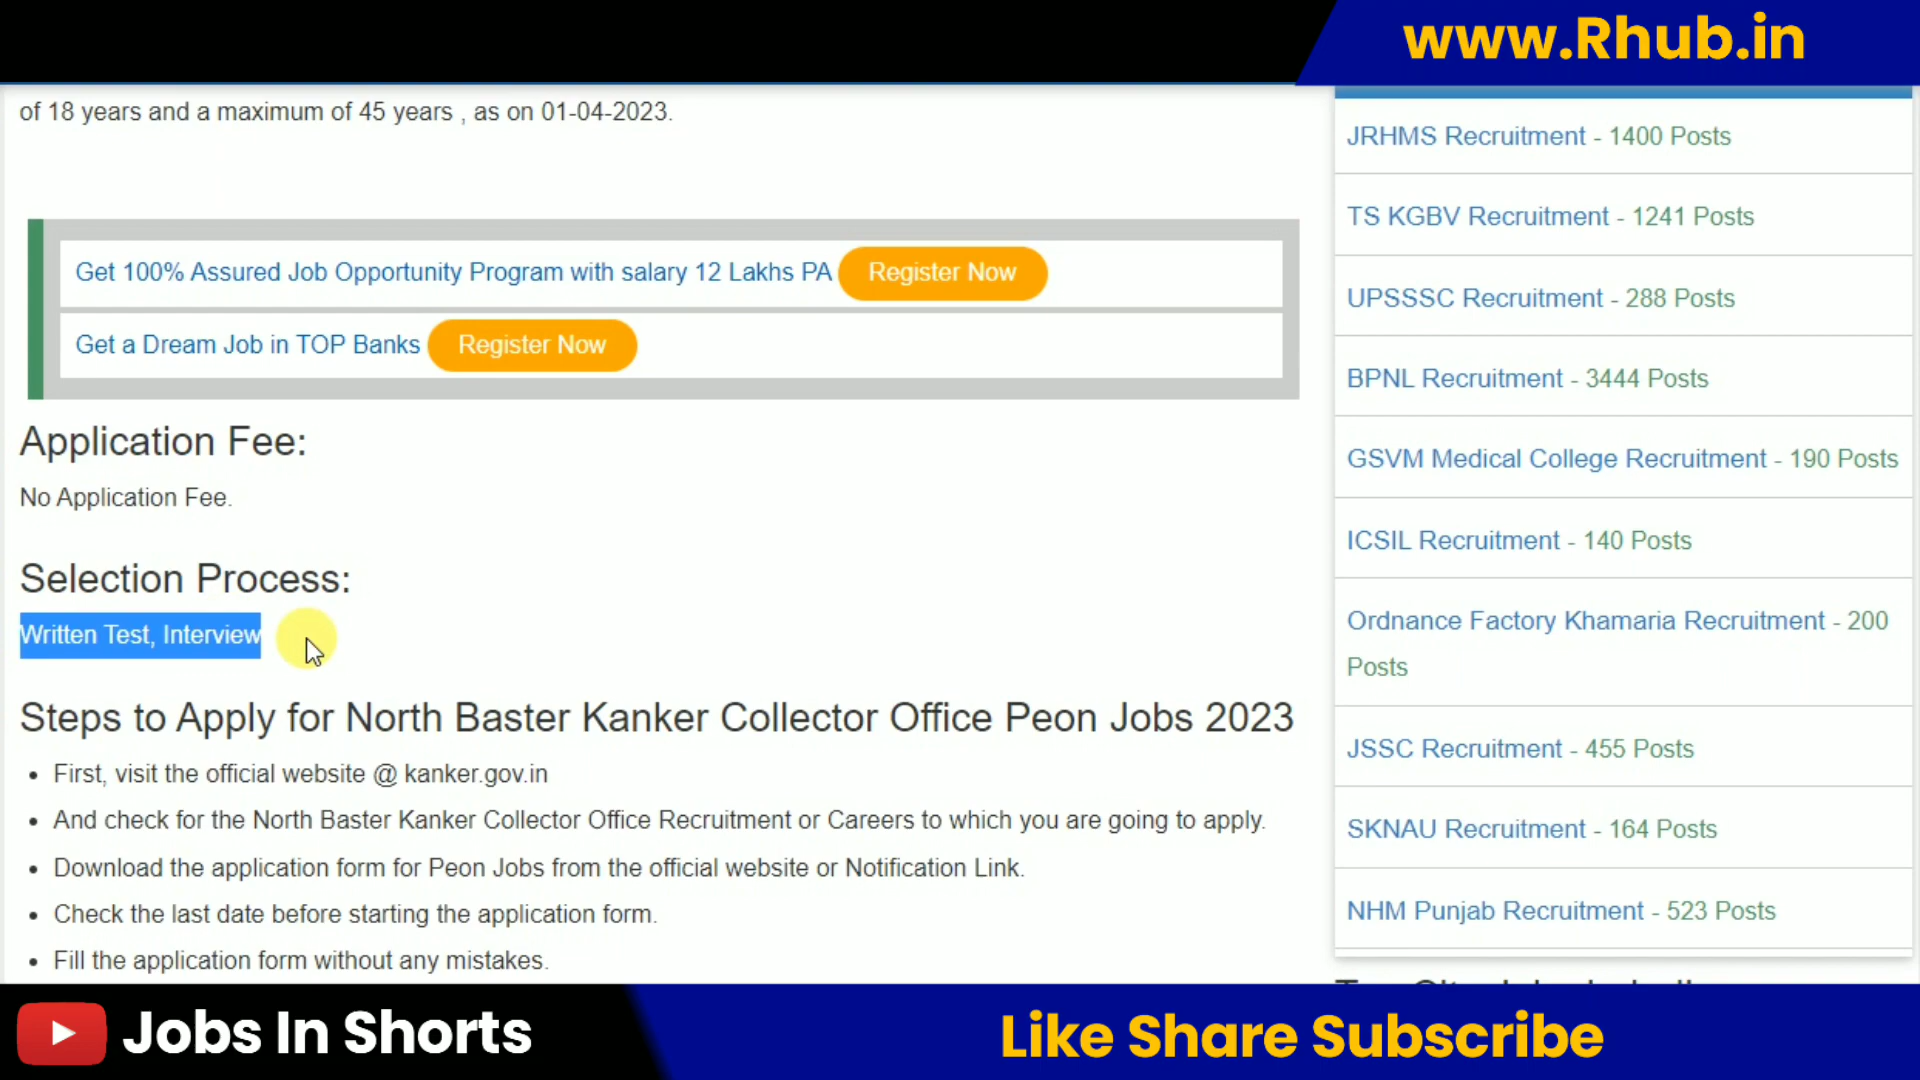 www.Rhub.in
of 18 years and a maximum of 45 years , as on 01-04-2023.
Get 100% Assured Job Opportunity Program with salary 12 Lakhs PA Register Now
Get a Dream Job in TOP Banks Register Now
Application Fee:
No Application Fee.
Selection Process:
Written Test, Interview
Steps to Apply for North Baster Kanker Collector Office Peon Jobs 2023
• First, visit the official website @ kanker.gov.in
• And check for the North Baster Kanker Collector Office Recruitment or Careers to which you are going to apply.
• Download the application form for Peon Jobs from the official website or Notification Link.
• Check the last date before starting the application form.
• Fill the application form without any mistakes.
JRHMS Recruitment - 1400 Posts
TS KGBV Recruitment - 1241 Posts
UPSSSC Recruitment - 288 Posts
BPNL Recruitment - 3444 Posts
GSVM Medical College Recruitment - 190 Posts
ICSIL Recruitment - 140 Posts
Ordnance Factory Khamaria Recruitment - 200
Posts
JSSC Recruitment - 455 Posts
SKNAU Recruitment - 164 Posts
NHM Punjab Recruitment - 523 Posts
Jobs In Shorts
Like Share Subscribe